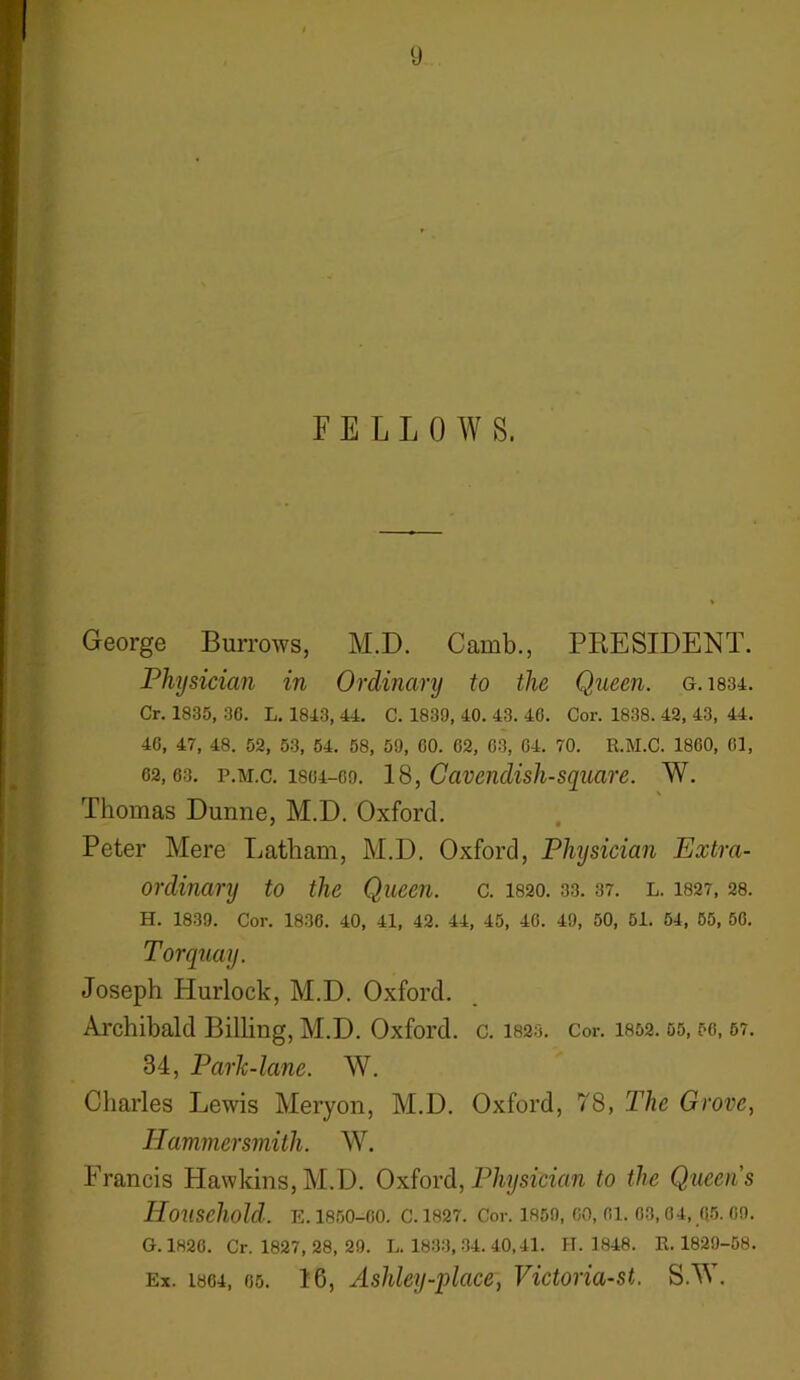 9
FELLOWS.
George Burrows, M.D. Camb., PRESIDENT.
Physician in Ordinary to the Queen. G. 1834.
Cr. 1835, 36. L. 1843, 44. C. 1839, 40. 43. 46. Cor. 1838. 42, 43, 44.
46, 47, 48. 52, 53, 54. 58, 59, 60. 62, 63, 64. 70. R.M.C. 1860, 61,
62, 63. P.M.C. 1864-69. 18, Cavendish-square. W.
Thomas Dunne, M.D. Oxford.
Peter Mere Latham, M.D. Oxford, Physician Extra-
ordinary to the Queen. C. 1820. 33. 37. L. 1827, 28.
H. 1839. Cor. 1836. 40, 41, 42. 44, 45, 46. 49, 50, 51. 54, 55, 56.
Torquay.
Joseph Hurlock, M.D. Oxford.
Archibald Billing, M.D. Oxford. C. 1823. Cor. 1852. 55, 56, 57.
34, Park-lane. W.
Charles Lewis Meryon, M.D. Oxford, 78, The Grove,
Hammersmith. W.
Francis Hawkins, M.D. Oxford, Physician to the Queen's
Household. E. 1850-60. C. 1827. Cor. 1859, 60, 61. 63, 64, 65. 69.
G. 1826. Cr. 1827, 28, 29. L. 1833, 34. 40, 41. H. 1848. R. 1829-58.
Ex. 1864, 65. 16, Ashley-place, Victoria-st. S.W.